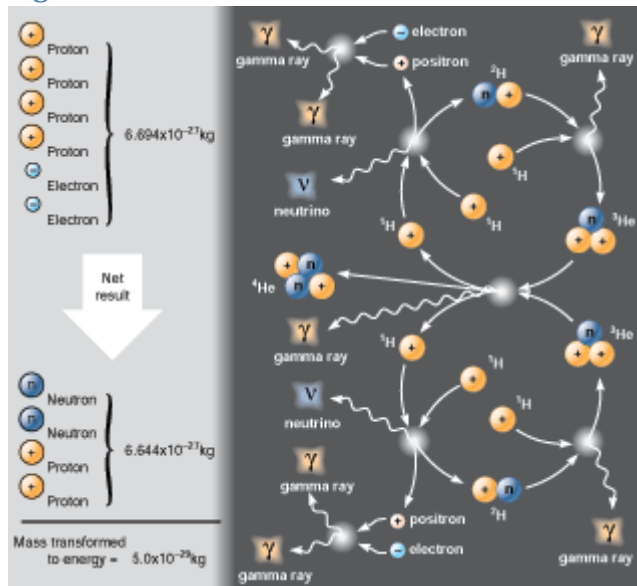 + Proton
+ Proton
+ Proton
+ Proton
− Electron
− Electron
6.694x10⁻²⁷kg
Net
result
n Neutron
n Neutron
+ Proton
+ Proton
6.644x10⁻²⁷kg
Mass transformed
to energy = 5.0x10⁻²⁹kg
γ
gamma ray
− electron
+ positron
γ
gamma ray
γ
gamma ray
²H
n +
ν
neutrino
+
¹H
+
¹H
+
¹H
³He
n
+ +
⁴He
+ n
n +
γ
gamma ray
+
¹H
³He
n
+ +
ν
neutrino
+
¹H
+
¹H
γ
gamma ray
+ n
²H
+ positron
− electron
γ
gamma ray
γ
gamma ray